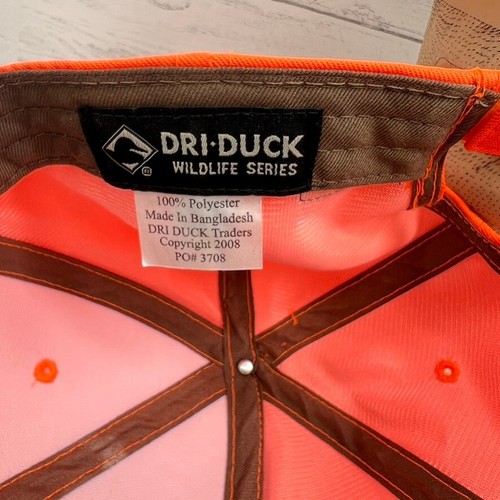 DRI·DUCK
WILDLIFE SERIES
100% Polyester
Made In Bangladesh
DRI DUCK Traders
Copyright 2008
PO# 3708